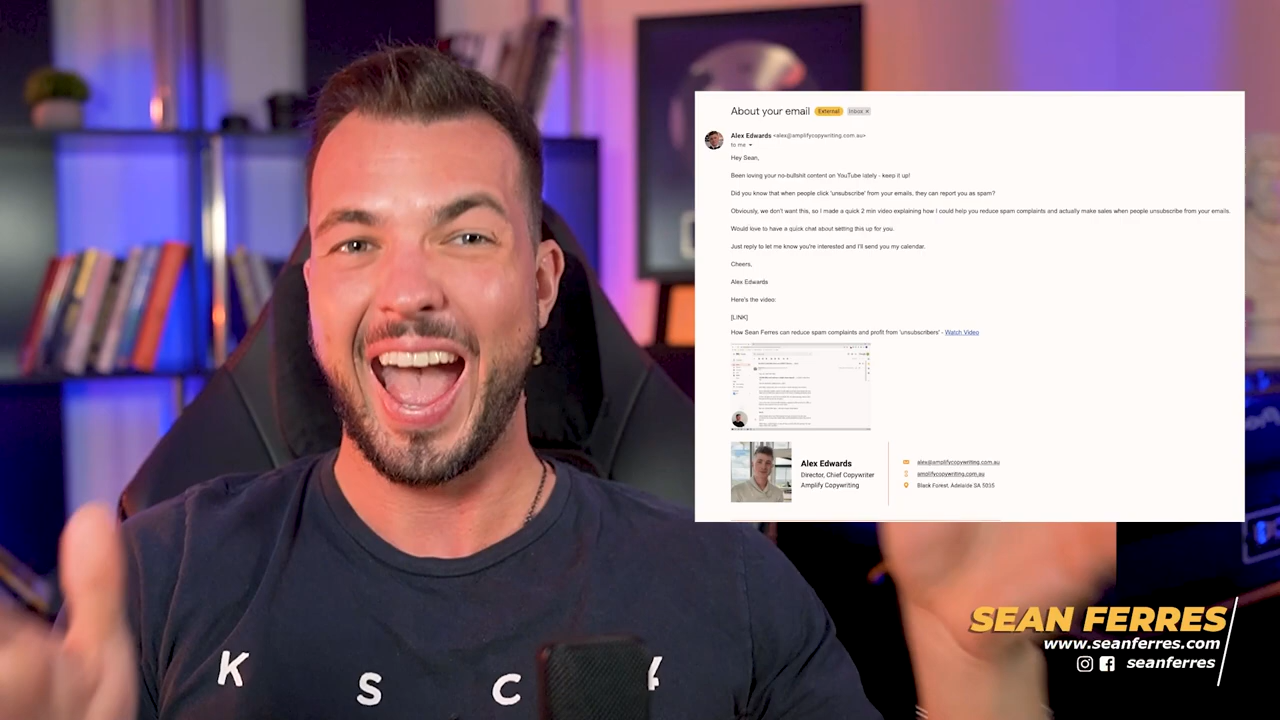 About your email External Inbox x
Alex Edwards <alex@amplifycopywriting.com.au>
to me
Hey Sean,
Been loving your no-bullshit content on YouTube lately - keep it up!
Did you know that when people click 'unsubscribe' from your emails, they can report you as spam?
Obviously, we don't want this, so I made a quick 2 min video explaining how I could help you reduce spam complaints and actually make sales when people unsubscribe from your emails.
Would love to have a quick chat about setting this up for you.
Just reply to let me know you're interested and I'll send you my calendar.
Cheers,
Alex Edwards
Here's the video:
[LINK]
How Sean Ferres can reduce spam complaints and profit from 'unsubscribers' - Watch Video
Alex Edwards
Director, Chief Copywriter
Amplify Copywriting
alex@amplifycopywriting.com.au
amplifycopywriting.com.au
Black Forest, Adelaide SA 5035
K S C Y
SEAN FERRES
www.seanferres.com
seanferres